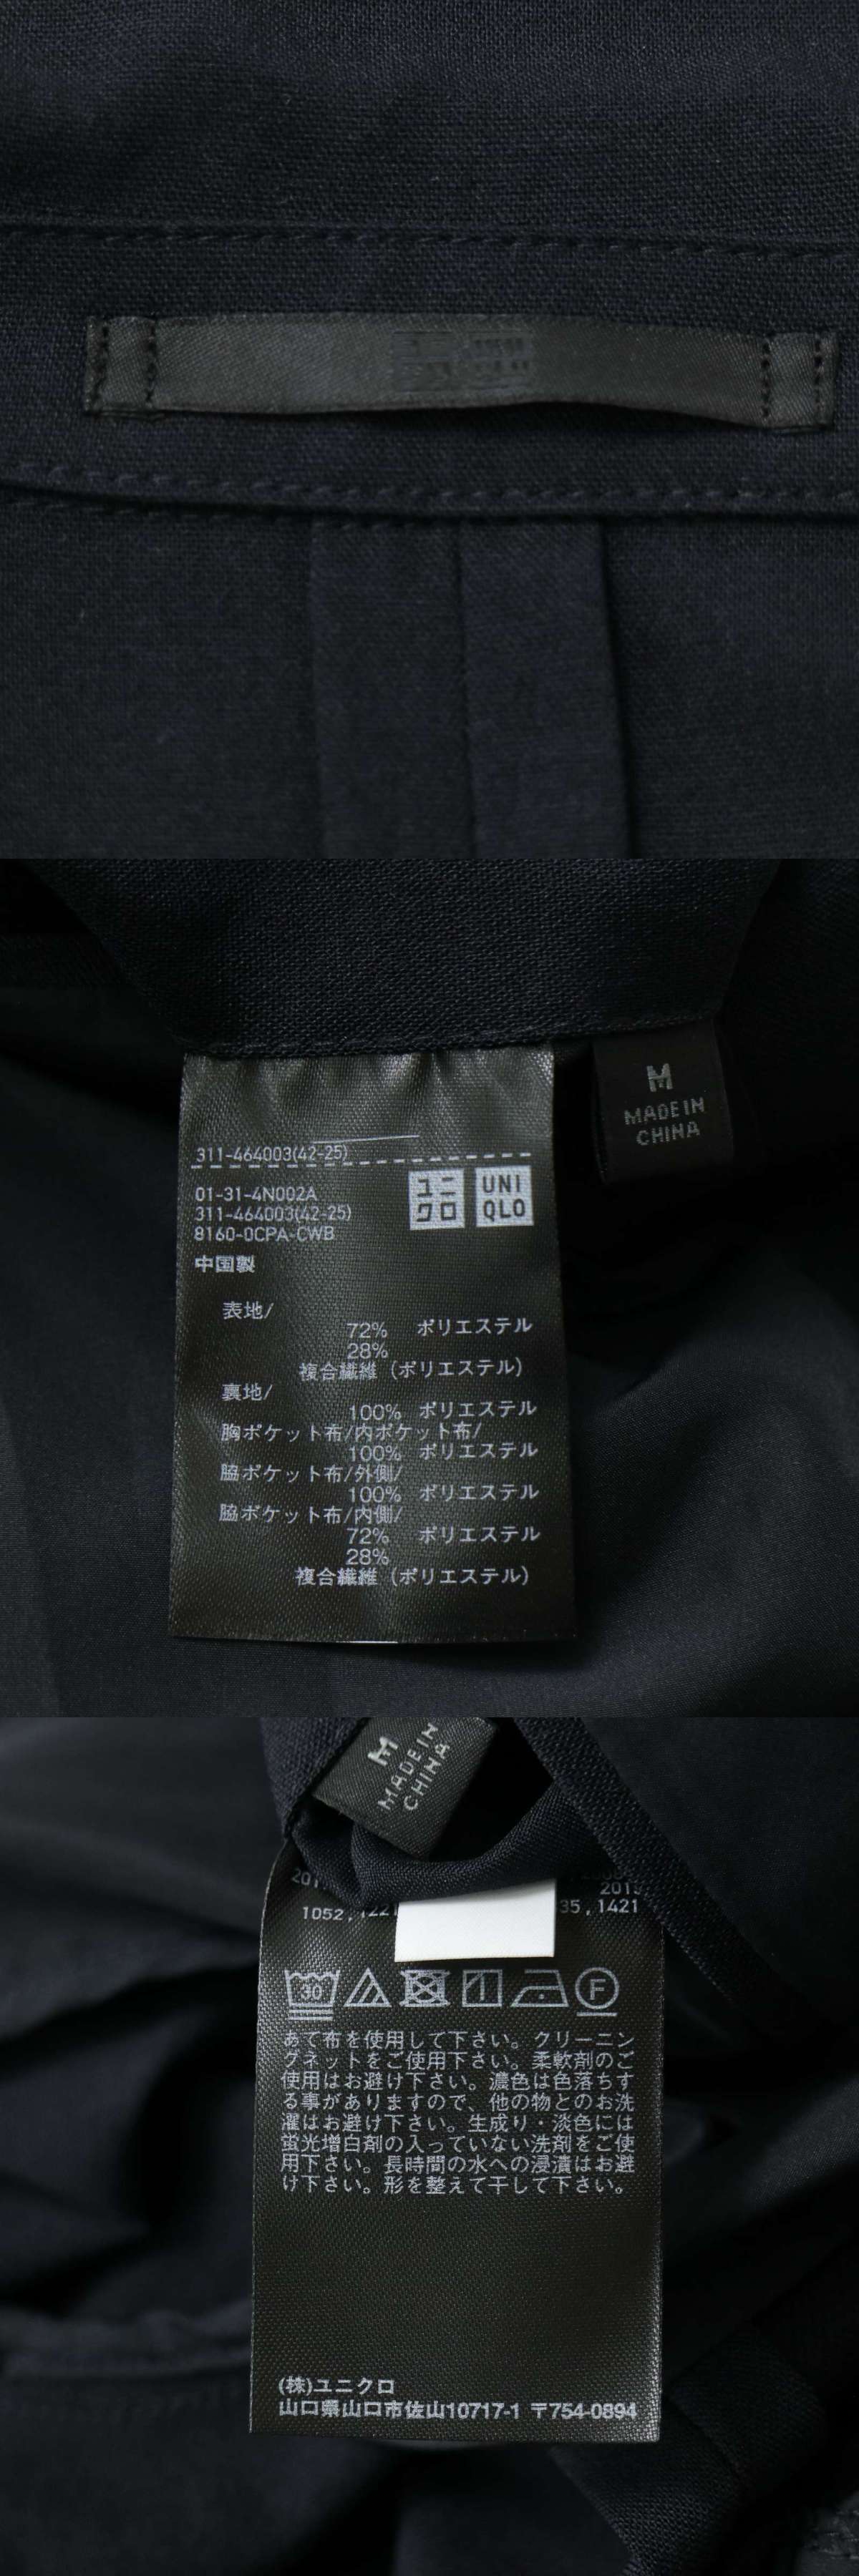 M
MADE IN
CHINA
311-464003(42-25)
01-31-4N002A
311-464003(42-25)
8160-0CPA-CWB
ユニ
クロ
UNI
QLO
中国製
表地/
72% ポリエステル
28%
複合繊維 (ポリエステル)
裏地/
100% ポリエステル
胸ポケット布/内ポケット布/
100% ポリエステル
脇ポケット布/外側/
100% ポリエステル
脇ポケット布/内側/
72% ポリエステル
28%
複合繊維 (ポリエステル)
M
MADE IN
CHINA
2015
1052,1221
35,1421
30
F
あて布を使用して下さい。クリーニン
グネットをご使用下さい。柔軟剤のご
使用はお避け下さい。濃色は色落ちす
る事がありますので、他の物とのお洗
濯はお避け下さい。生成り・淡色には
蛍光増白剤の入っていない洗剤をご使
用下さい。長時間の水への浸漬はお避
け下さい。形を整えて干して下さい。
(株)ユニクロ
山口県山口市佐山10717-1 〒754-0894